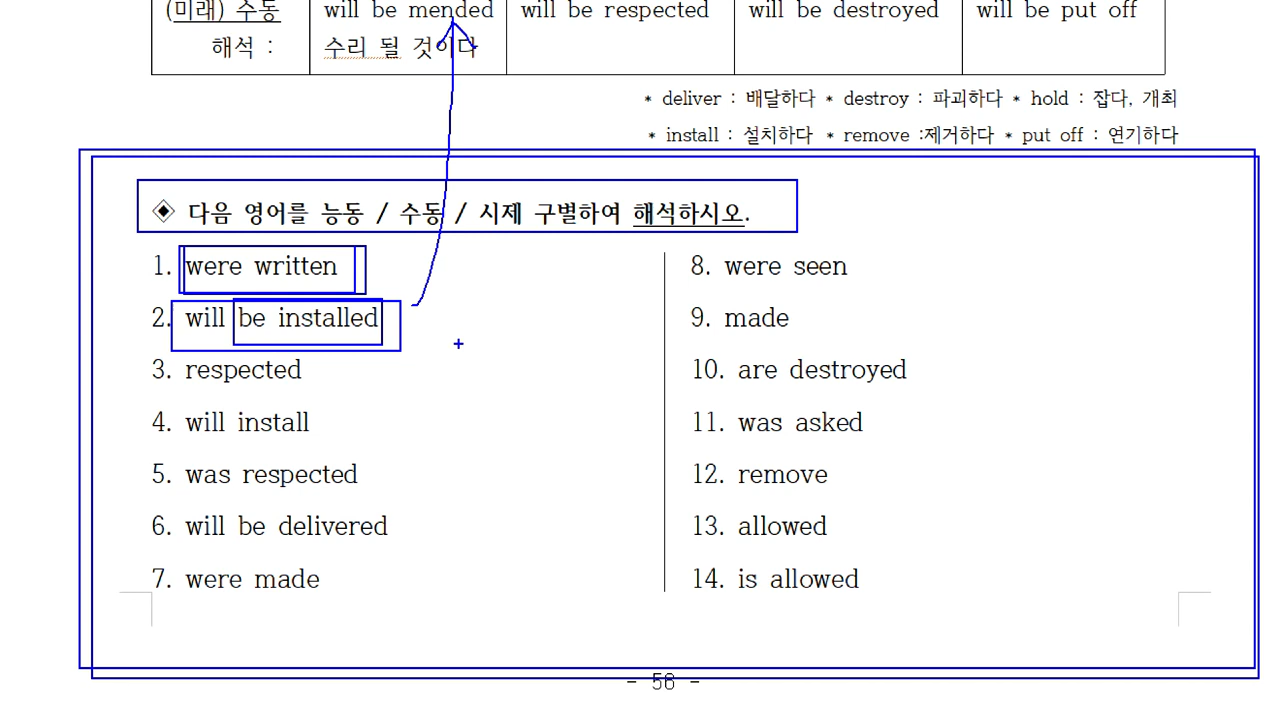 (미래) 수동 will be mended will be respected will be destroyed will be put off
해석 : 수리 될 것이다
* deliver : 배달하다 * destroy : 파괴하다 * hold : 잡다, 개최
* install : 설치하다 * remove :제거하다 * put off : 연기하다
◈ 다음 영어를 능동 / 수동 / 시제 구별하여 해석하시오.
1. were written
2. will be installed
3. respected
4. will install
5. was respected
6. will be delivered
7. were made
8. were seen
9. made
10. are destroyed
11. was asked
12. remove
13. allowed
14. is allowed
- 56 -